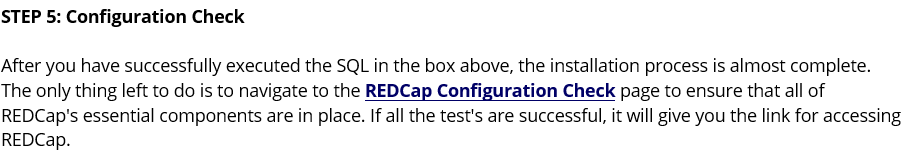 STEP 5: Configuration Check
After you have successfully executed the SQL in the box above, the installation process is almost complete.
The only thing left to do is to navigate to the REDCap Configuration Check page to ensure that all of
REDCap's essential components are in place. If all the test's are successful, it will give you the link for accessing
REDCap.